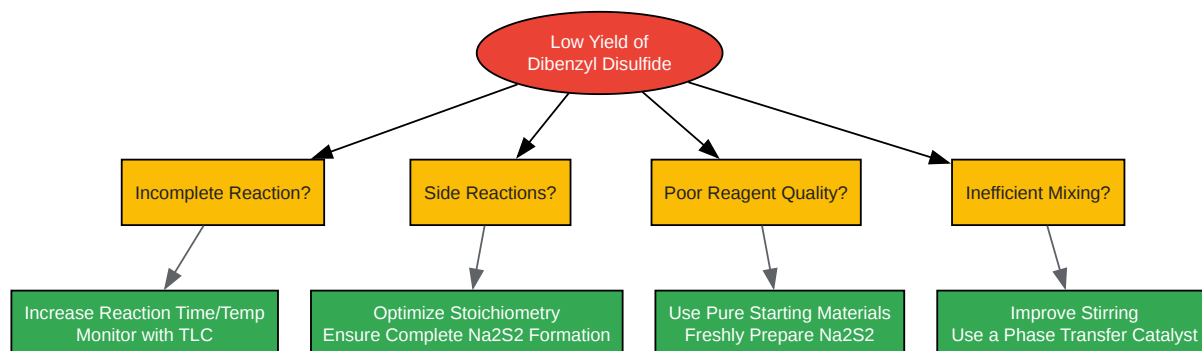 Low Yield of
Dibenzyl Disulfide
Incomplete Reaction?
Side Reactions?
Poor Reagent Quality?
Inefficient Mixing?
Increase Reaction Time/Temp
Monitor with TLC
Optimize Stoichiometry
Ensure Complete Na2S2 Formation
Use Pure Starting Materials
Freshly Prepare Na2S2
Improve Stirring
Use a Phase Transfer Catalyst